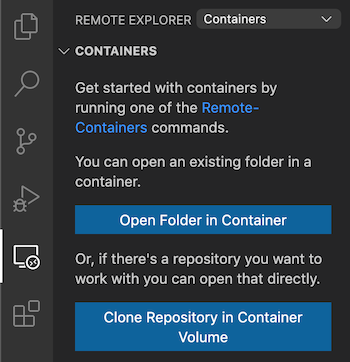 REMOTE EXPLORER Containers
CONTAINERS
Get started with containers by
running one of the Remote-
Containers commands.
You can open an existing folder in a
container.
Open Folder in Container
Or, if there's a repository you want to
work with you can open that directly.
Clone Repository in Container
Volume